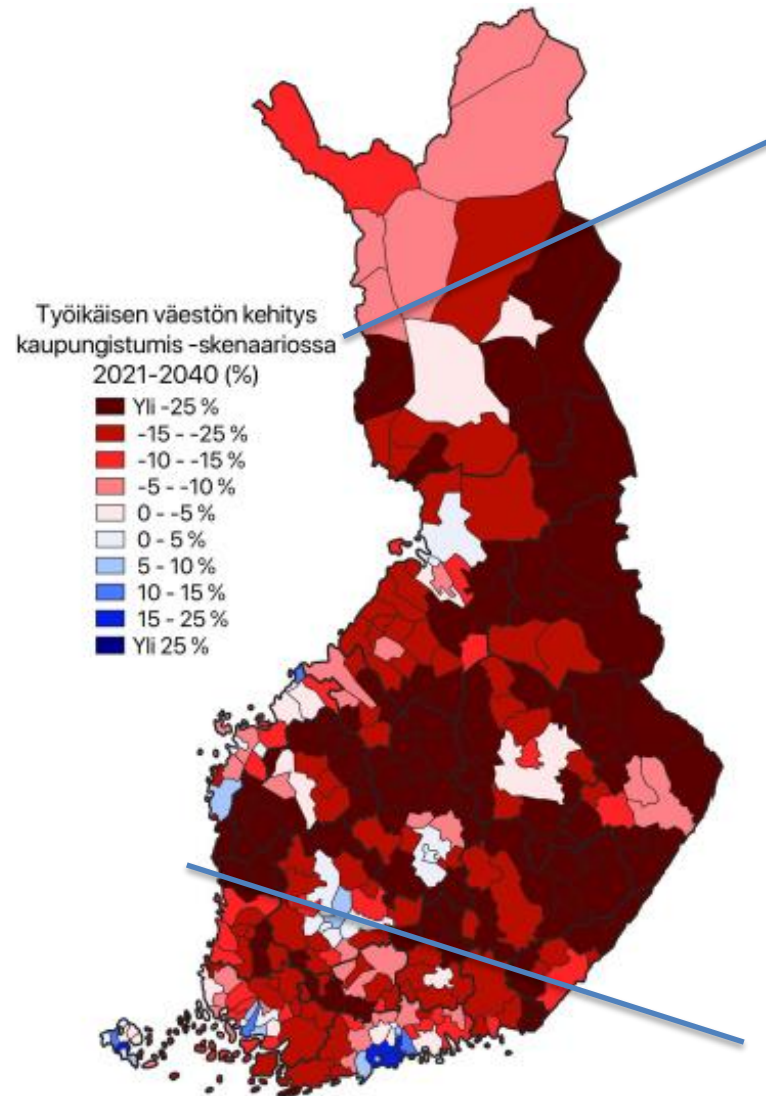 Työikäisen väestön kehitys
kaupungistumis -skenaariossa
2021-2040 (%)
Yli -25 %
-15 - -25 %
-10 - -15 %
-5 - -10 %
0 - -5 %
0 - 5 %
5 - 10 %
10 - 15 %
15 - 25 %
Yli 25 %